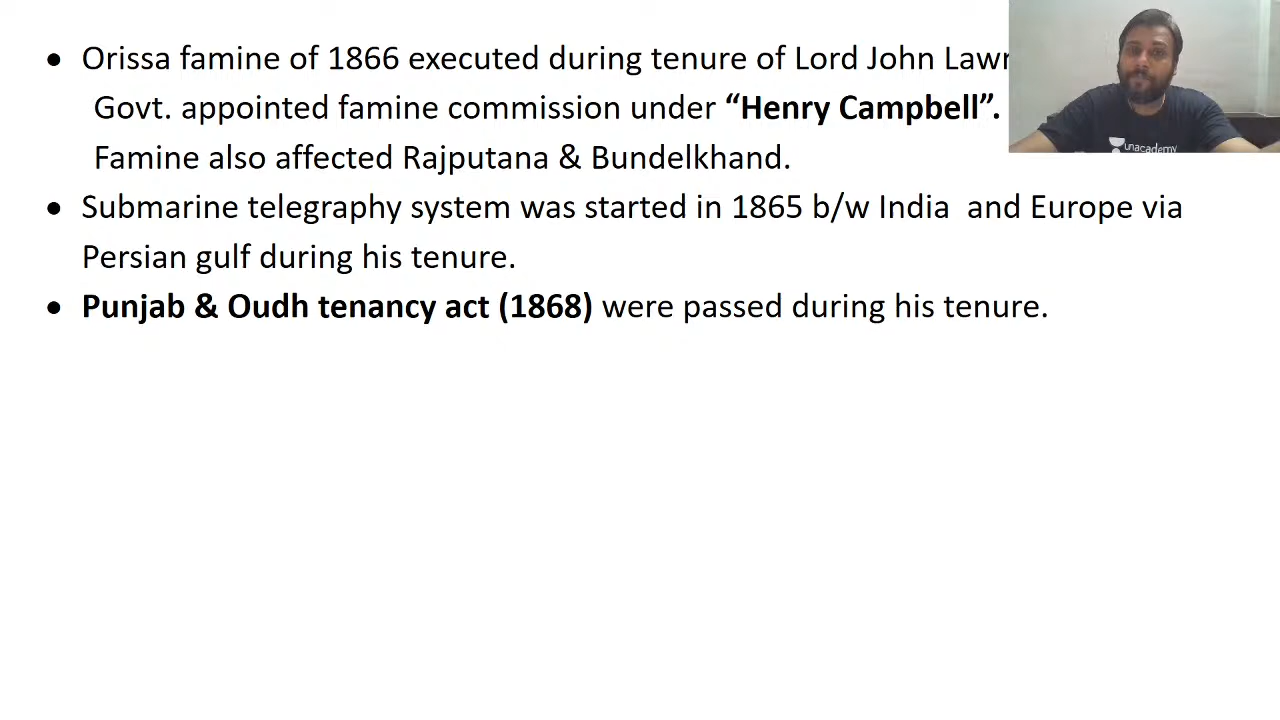 • Orissa famine of 1866 executed during tenure of Lord John
Govt. appointed famine commission under “Henry Campbell”.
Famine also affected Rajputana & Bundelkhand.
• Submarine telegraphy system was started in 1865 b/w India and Europe via
Persian gulf during his tenure.
• Punjab & Oudh tenancy act (1868) were passed during his tenure.
unacademy